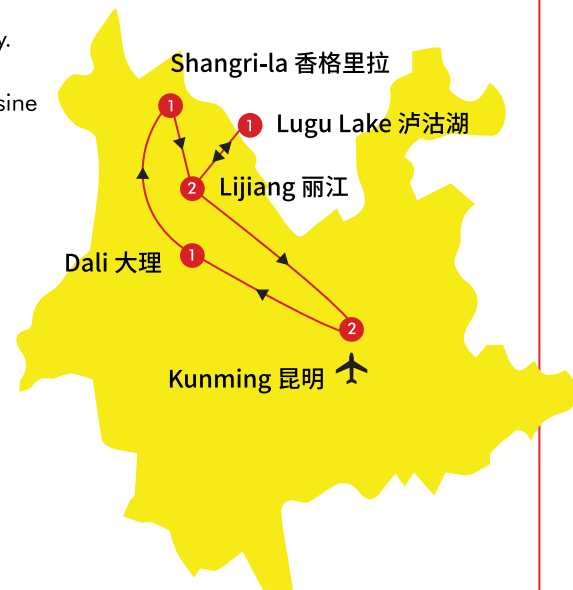 y.
sine
Shangri-la 香格里拉
1
1
Lugu Lake 泸沽湖
2
Lijiang 丽江
1
Dali 大理
2
Kunming 昆明